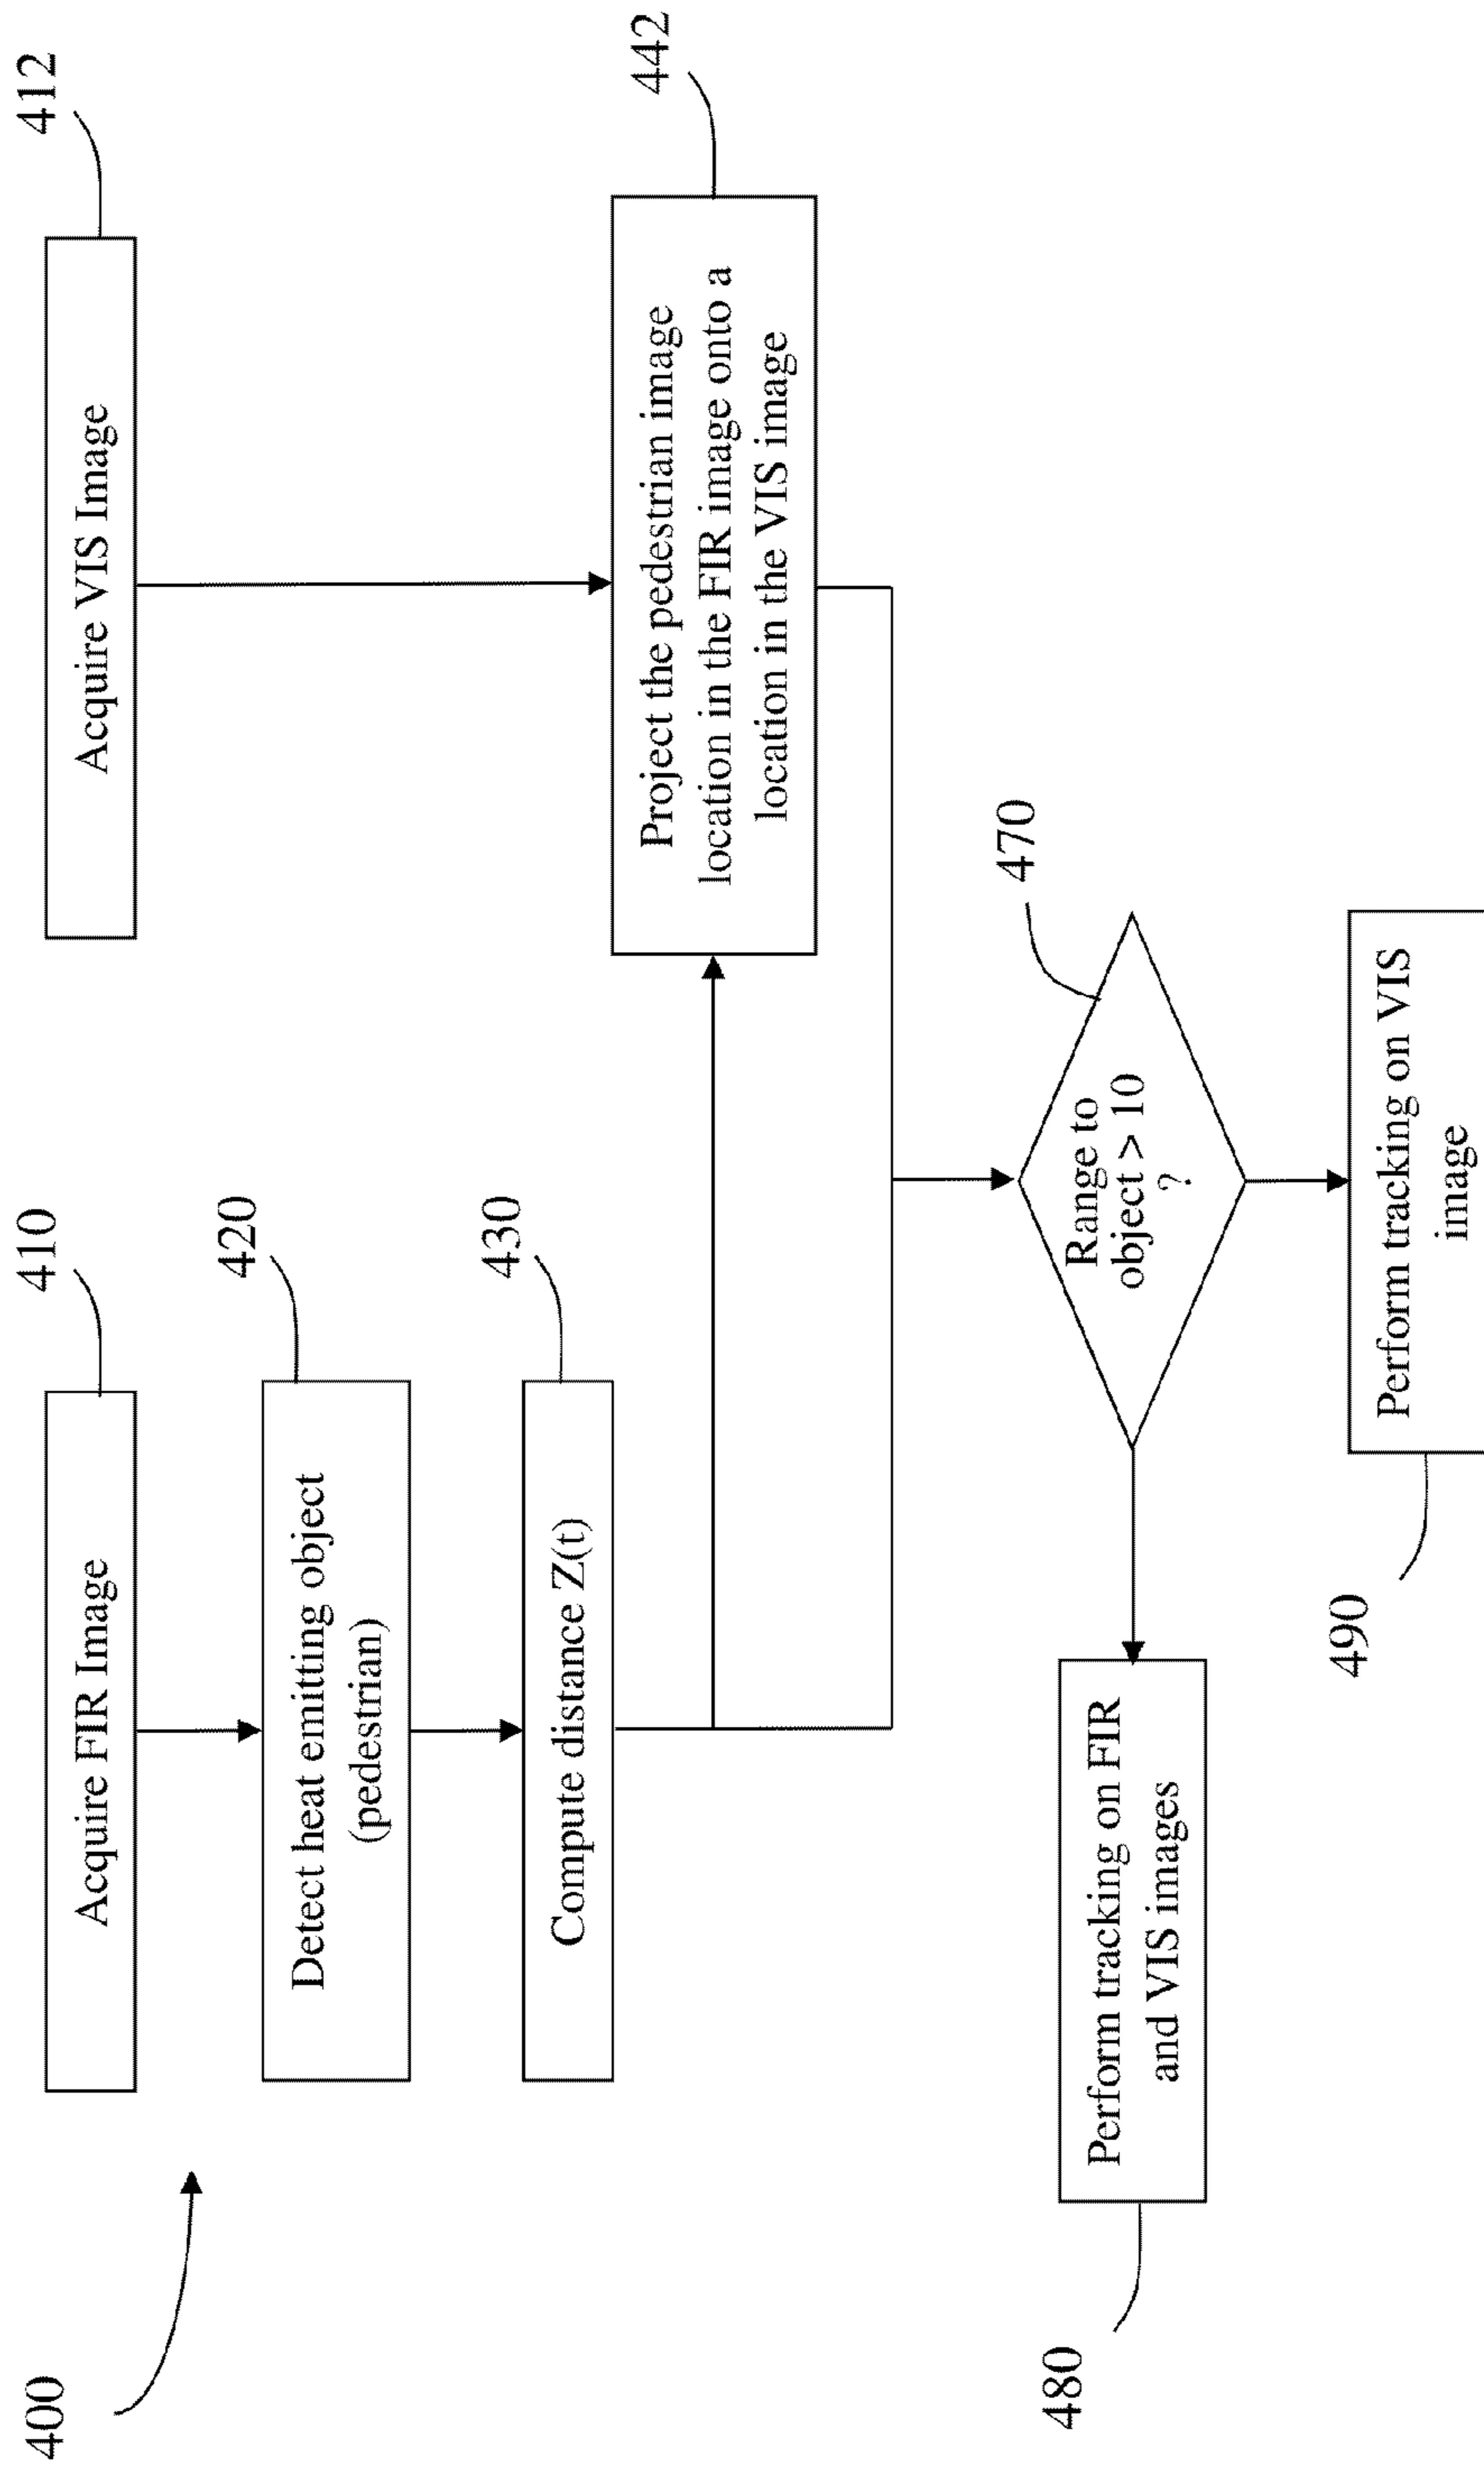 400
410
Acquire FIR Image
412
Acquire VIS Image
420
Detect heat emitting object
(pedestrian)
430
Compute distance Z(t)
442
Project the pedestrian image
location in the FIR image onto a
location in the VIS image
470
Range to
object > 10
?
480
Perform tracking on FIR
and VIS images
490
Perform tracking on VIS
image